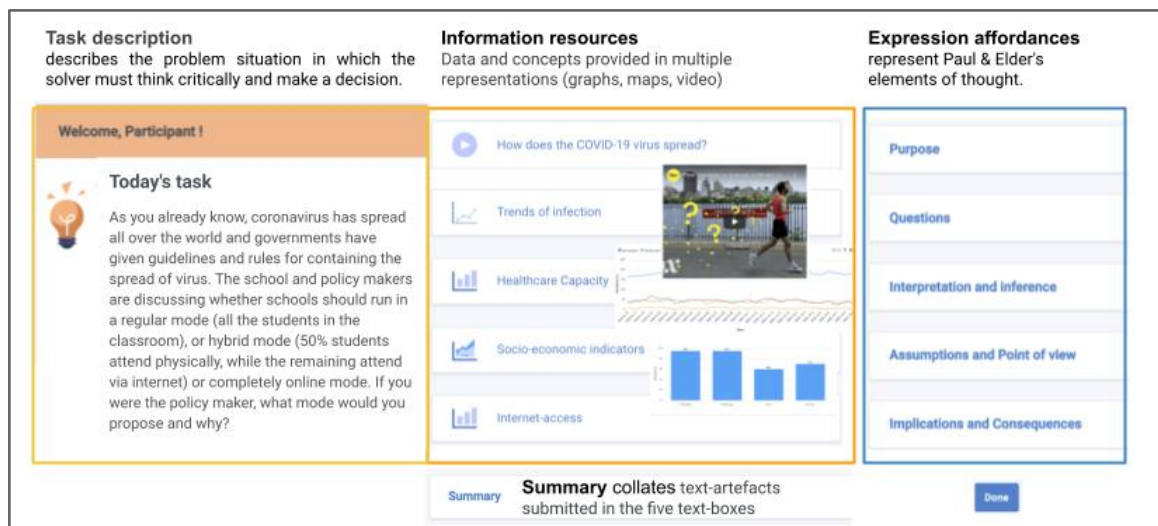 Task description
describes the problem situation in which the
solver must think critically and make a decision.
Information resources
Data and concepts provided in multiple
representations (graphs, maps, video)
Expression affordances
represent Paul & Elder's
elements of thought.
Welcome, Participant !
Today's task
As you already know, coronavirus has spread
all over the world and governments have
given guidelines and rules for containing the
spread of virus. The school and policy makers
are discussing whether schools should run in
a regular mode (all the students in the
classroom), or hybrid mode (50% students
attend physically, while the remaining attend
via internet) or completely online mode. If you
were the policy maker, what mode would you
propose and why?
How does the COVID-19 virus spread?
Trends of infection
Healthcare Capacity
Socio-economic indicators
Internet-access
Purpose
Questions
Interpretation and inference
Assumptions and Point of view
Implications and Consequences
Summary
Summary collates text-artefacts
submitted in the five text-boxes
Done